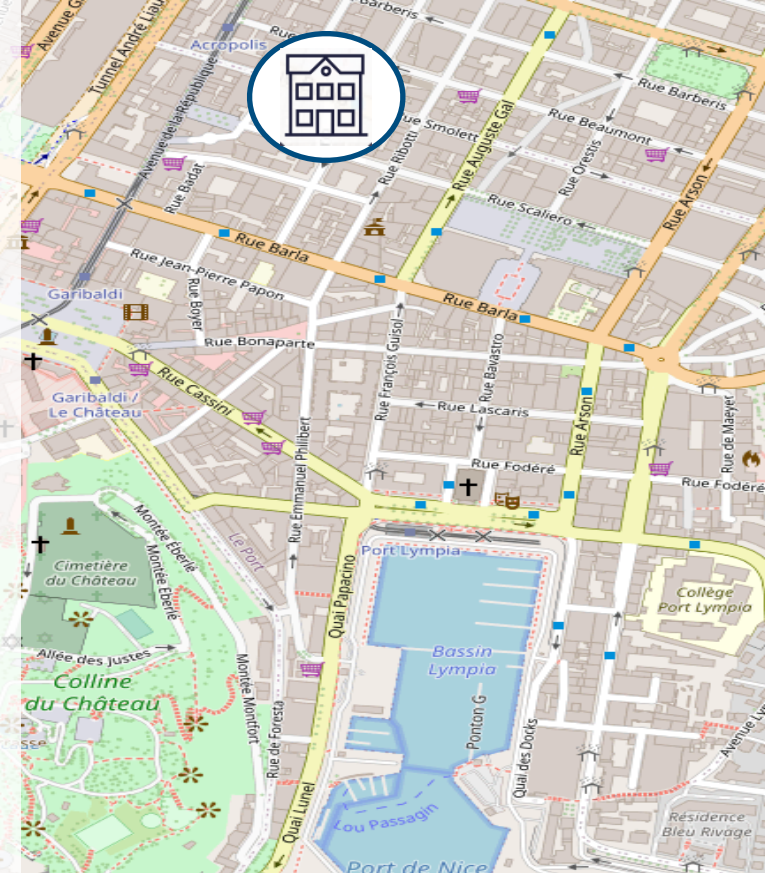 Barberis
Avenue G
Tunnel André Liau
Acropolis
Rue
Avenue de la République
Rue Barberis
Rue Beaumont
Rue Smolett
Rue Auguste Gal
Rue Ribotti
Rue Orestis
Rue Badat
Rue Arson
Rue Scaliero
Rue Barla
Rue Jean-Pierre Papon
Garibaldi
Rue Boyer
Rue Barla
Rue Bonaparte
Rue François Guisol
Rue Bavastro
Rue Cassini
Garibaldi /
Le Château
Rue Lascaris
Rue Arson
Rue de Maeyer
Rue Emmanuel Philibert
Rue Fodéré
Rue Fodéré
Montée Éberlé
Montée Éberlé
Le Port
Port Lympia
Cimetière
du Château
Quai Papacino
Collège
Port Lympia
Allée des Justes
Bassin
Lympia
Colline
du Château
Montée Montfort
Rue de Foresta
Ponton G
Quai des Docks
Avenue Ly
Quai Lunel
Lou Passagin
Résidence
Bleu Rivage
Port de Nice